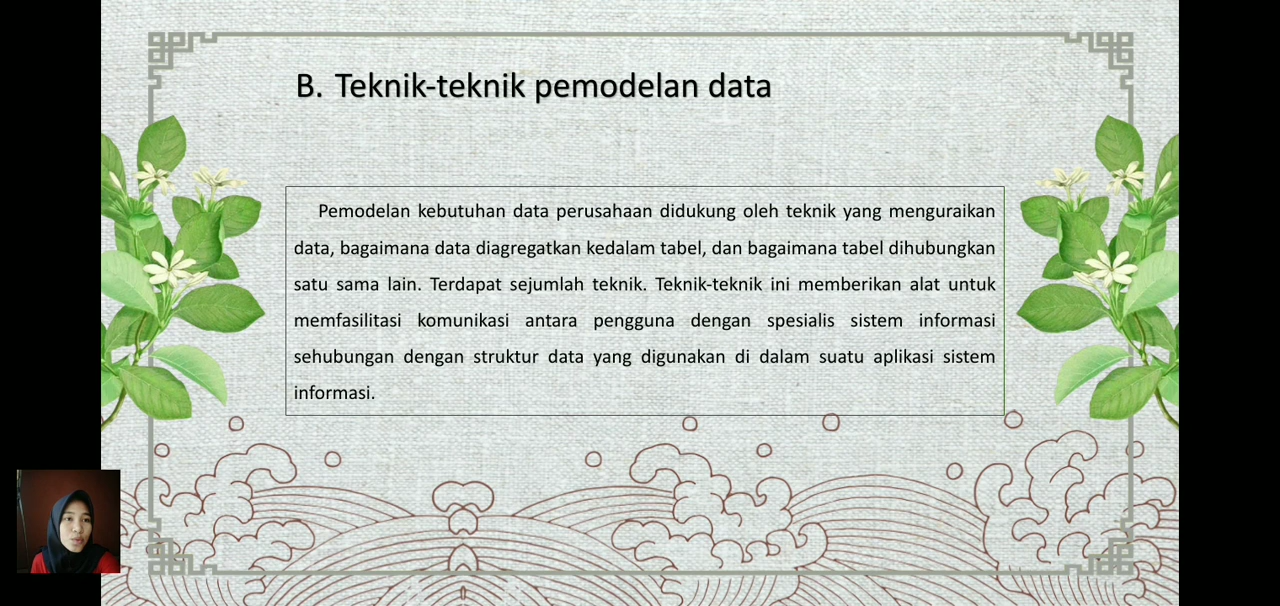 B. Teknik-teknik pemodelan data
Pemodelan kebutuhan data perusahaan didukung oleh teknik yang menguraikan
data, bagaimana data diagregatkan kedalam tabel, dan bagaimana tabel dihubungkan
satu sama lain. Terdapat sejumlah teknik. Teknik-teknik ini memberikan alat untuk
memfasilitasi komunikasi antara pengguna dengan spesialis sistem informasi
sehubungan dengan struktur data yang digunakan di dalam suatu aplikasi sistem
informasi.